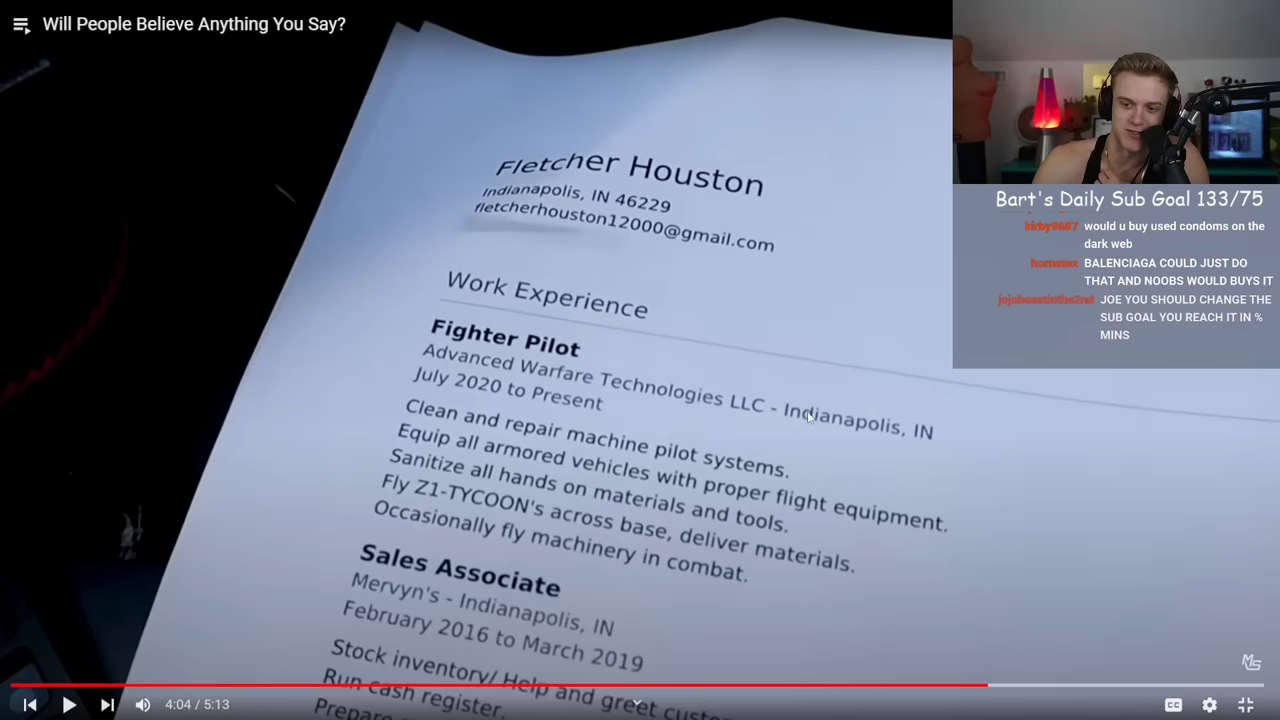 Will People Believe Anything You Say?
Fletcher Houston
Indianapolis, IN 46229
fletcherhouston12000@gmail.com
Work Experience
Fighter Pilot
Advanced Warfare Technologies LLC - Indianapolis, IN
July 2020 to Present
Clean and repair machine pilot systems.
Equip all armored vehicles with proper flight equipment.
Sanitize all hands on materials and tools.
Fly Z1-TYCOON's across base, deliver materials.
Occasionally fly machinery in combat.
Sales Associate
Mervyn's - Indianapolis, IN
February 2016 to March 2019
Stock inventory/ Help and greet
Run cash register.
Prepare
Bart's Daily Sub Goal 133/75
kirby9687 would u buy used condoms on the
dark web
hometax BALENCIAGA COULD JUST DO
THAT AND NOOBS WOULD BUYS IT
JOE YOU SHOULD CHANGE THE
SUB GOAL YOU REACH IT IN %
MINS
MS
4:04 / 5:13
CC